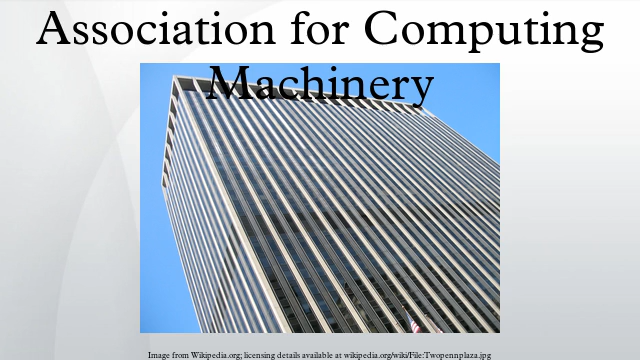 Association for Computing
Machinery
Image from Wikipedia.org; licensing details available at wikipedia.org/wiki/File:Twopennplaza.jpg